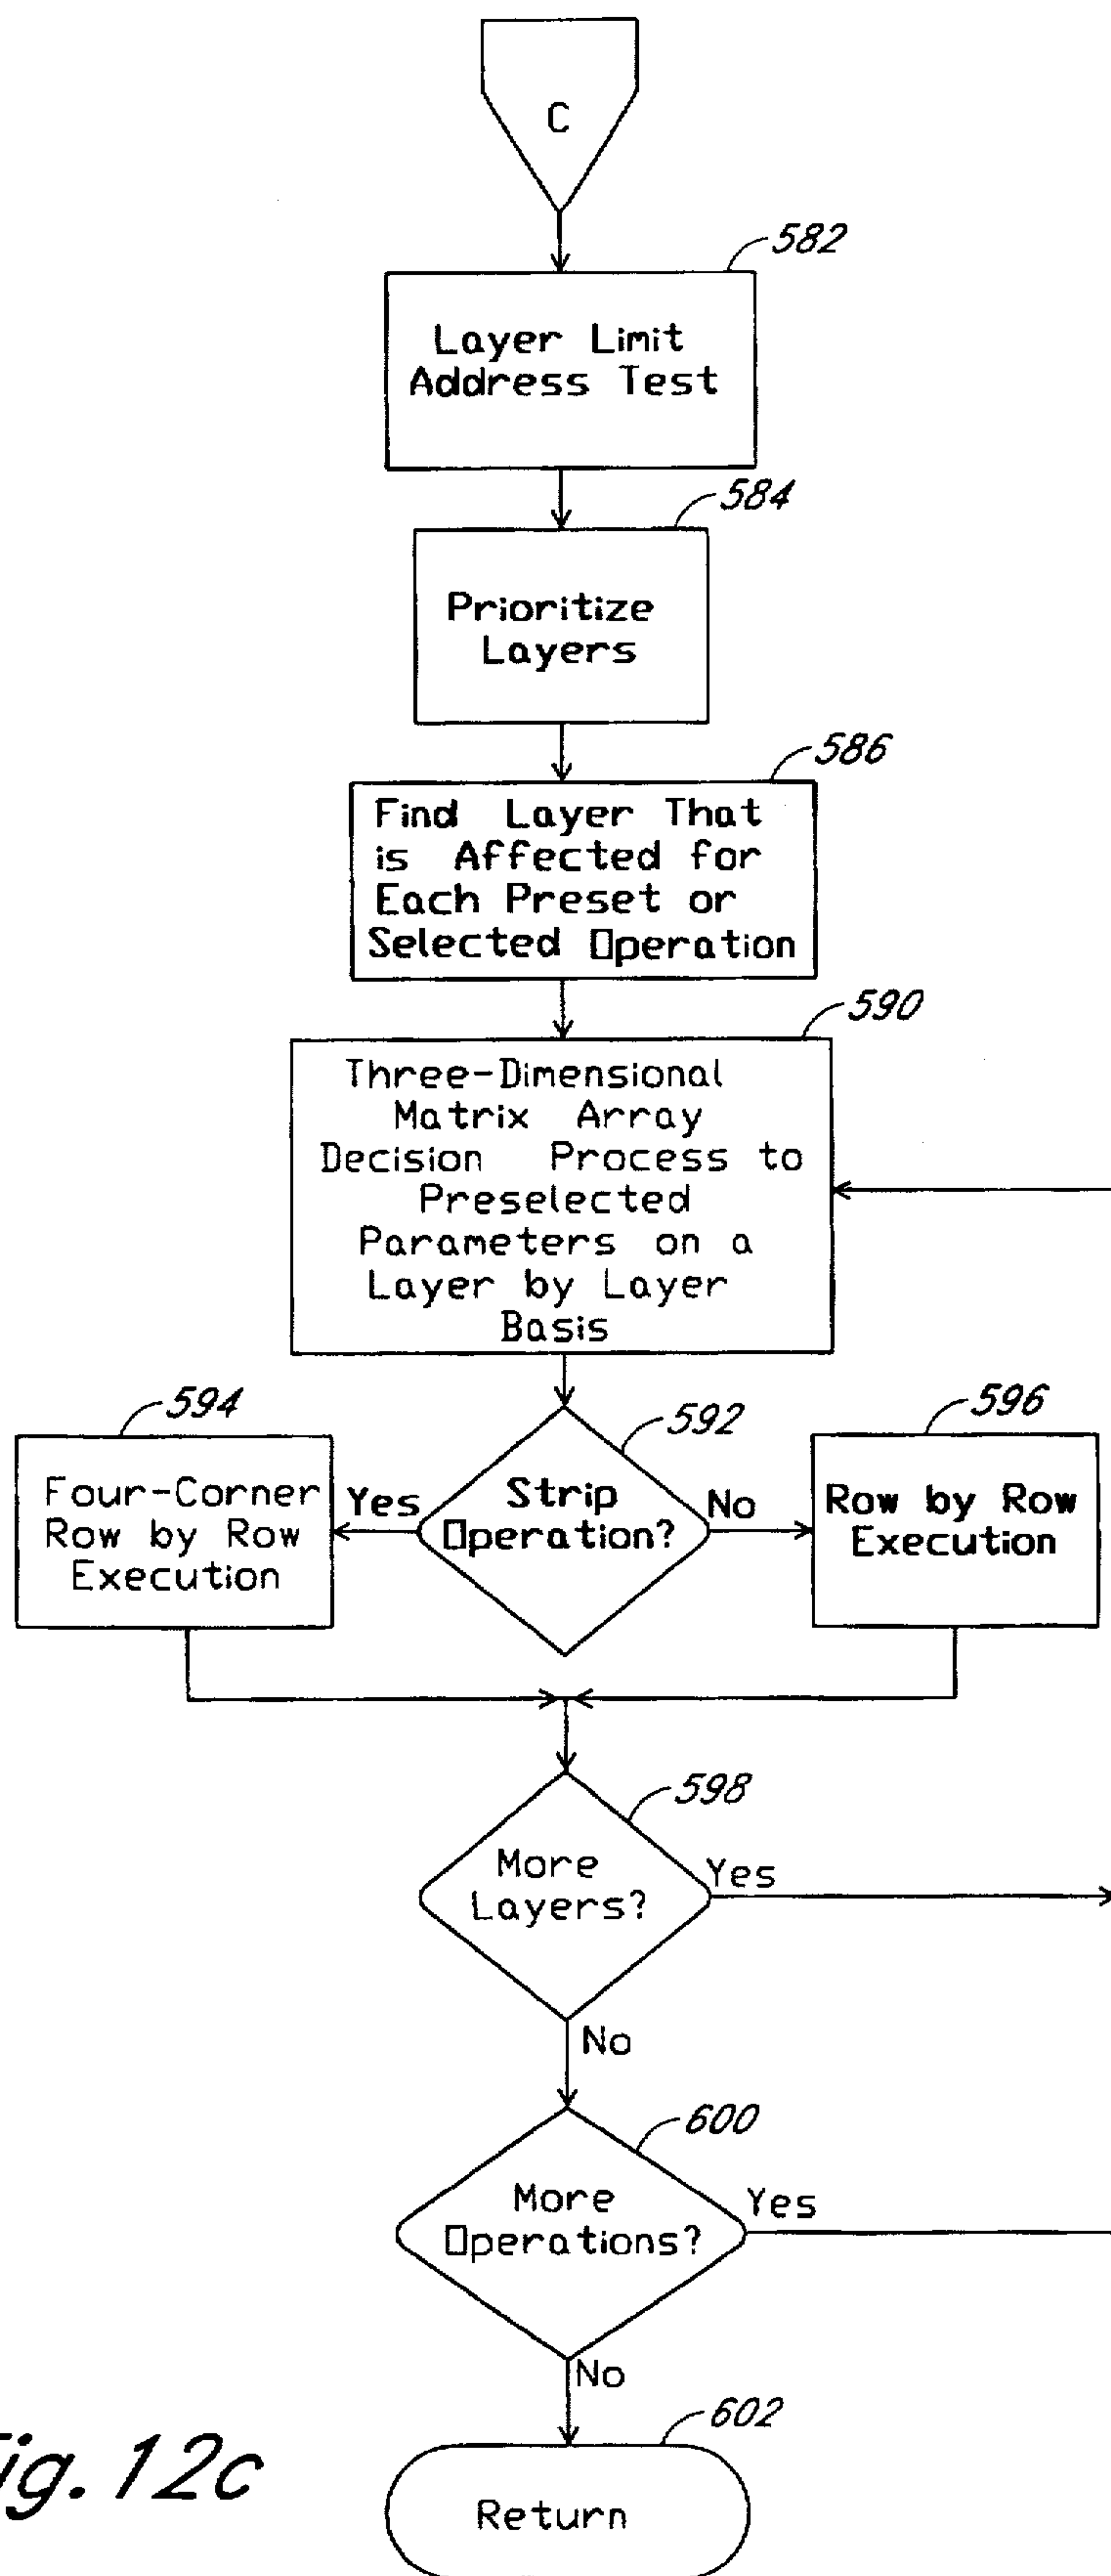 C
582
Layer Limit
Address Test
584
Prioritize
Layers
586
Find Layer That
is Affected for
Each Preset or
Selected Operation
590
Three-Dimensional
Matrix Array
Decision Process to
Preselected
Parameters on a
Layer by Layer
Basis
594
592
596
Four-Corner
Row by Row
Execution
Yes
Strip
Operation?
No
Row by Row
Execution
598
More
Layers?
Yes
No
600
More
Operations?
Yes
No
602
Return
ig. 12c